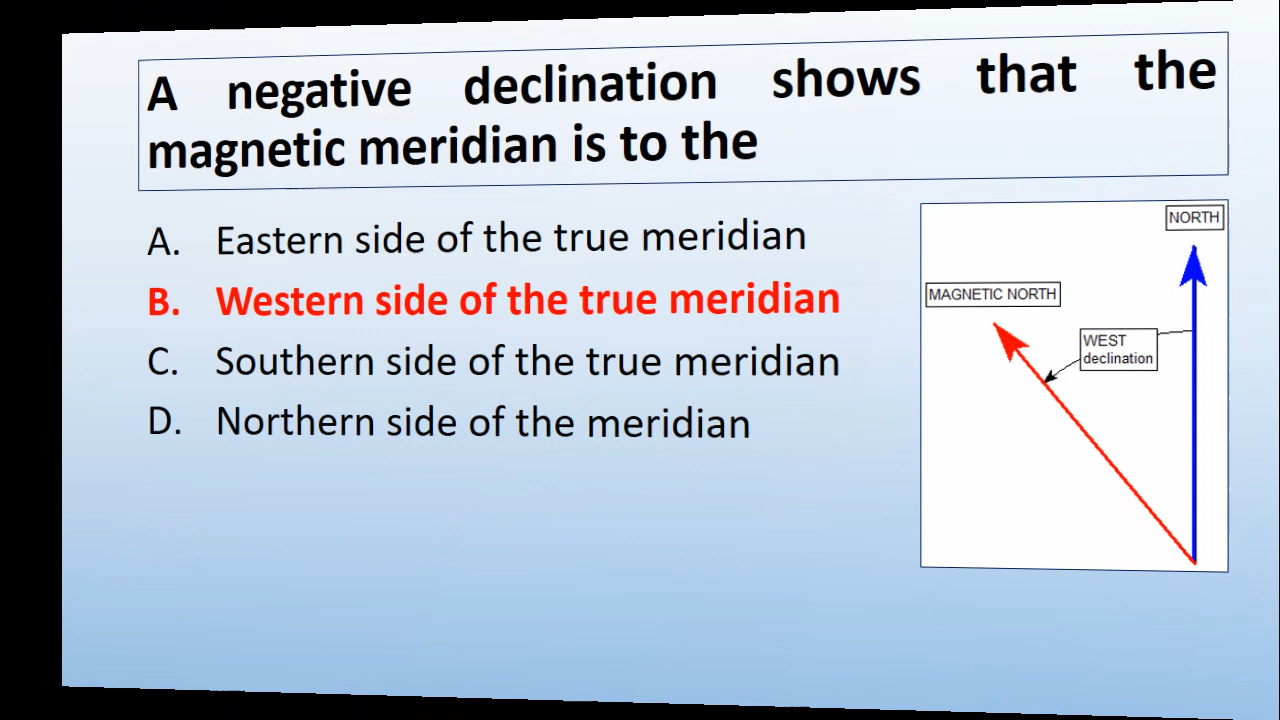 A negative declination shows that the
magnetic meridian is to the
A. Eastern side of the true meridian
B. Western side of the true meridian
C. Southern side of the true meridian
D. Northern side of the meridian
NORTH
MAGNETIC NORTH
WEST
declination